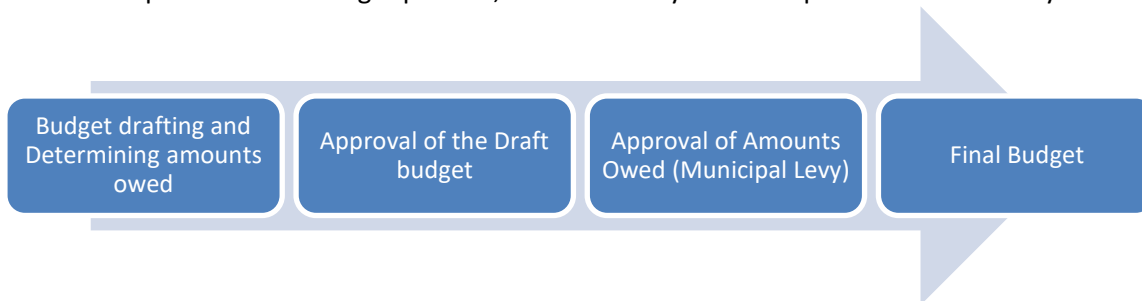 Budget drafting and
Determining amounts
owed
Approval of the Draft
budget
Approval of Amounts
Owed (Municipal Levy)
Final Budget